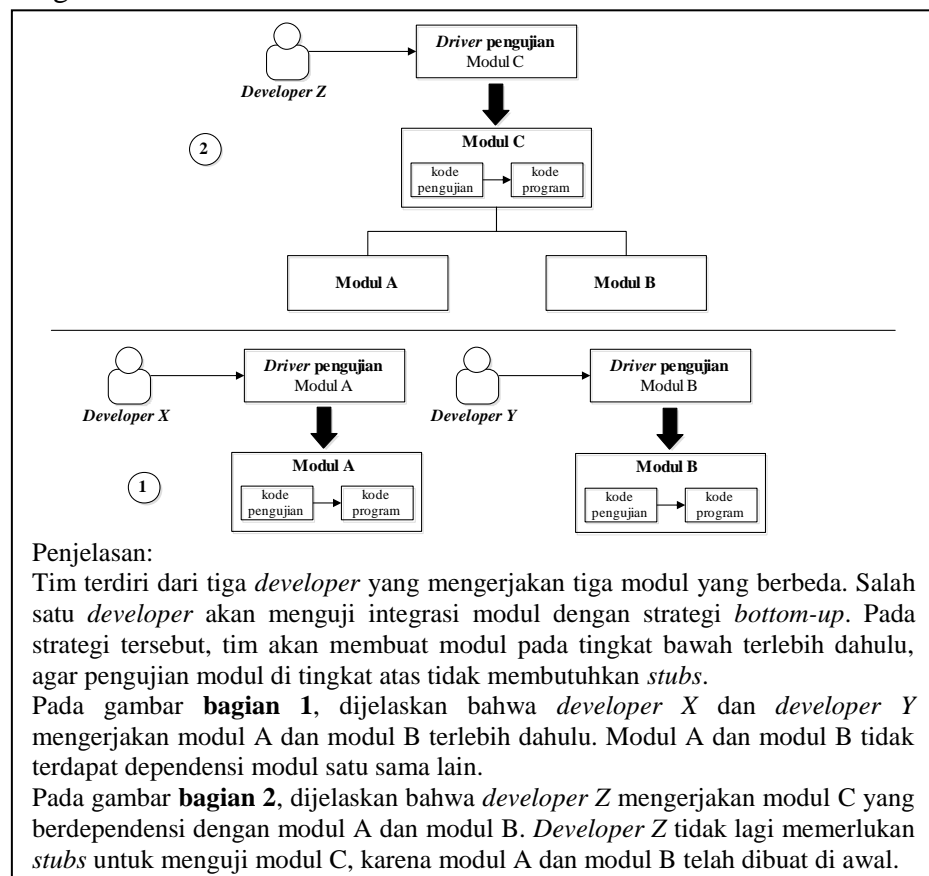 Driver pengujian
Modul C
Developer Z
2
Modul C
kode pengujian
kode program
Modul A
Modul B
Driver pengujian
Modul A
Developer X
Driver pengujian
Modul B
Developer Y
1
Modul A
kode pengujian
kode program
Modul B
kode pengujian
kode program
Penjelasan:
Tim terdiri dari tiga developer yang mengerjakan tiga modul yang berbeda. Salah
satu developer akan menguji integrasi modul dengan strategi bottom-up. Pada
strategi tersebut, tim akan membuat modul pada tingkat bawah terlebih dahulu,
agar pengujian modul di tingkat atas tidak membutuhkan stubs.
Pada gambar bagian 1, dijelaskan bahwa developer X dan developer Y
mengerjakan modul A dan modul B terlebih dahulu. Modul A dan modul B tidak
terdapat dependensi modul satu sama lain.
Pada gambar bagian 2, dijelaskan bahwa developer Z mengerjakan modul C yang
berdependensi dengan modul A dan modul B. Developer Z tidak lagi memerlukan
stubs untuk menguji modul C, karena modul A dan modul B telah dibuat di awal.